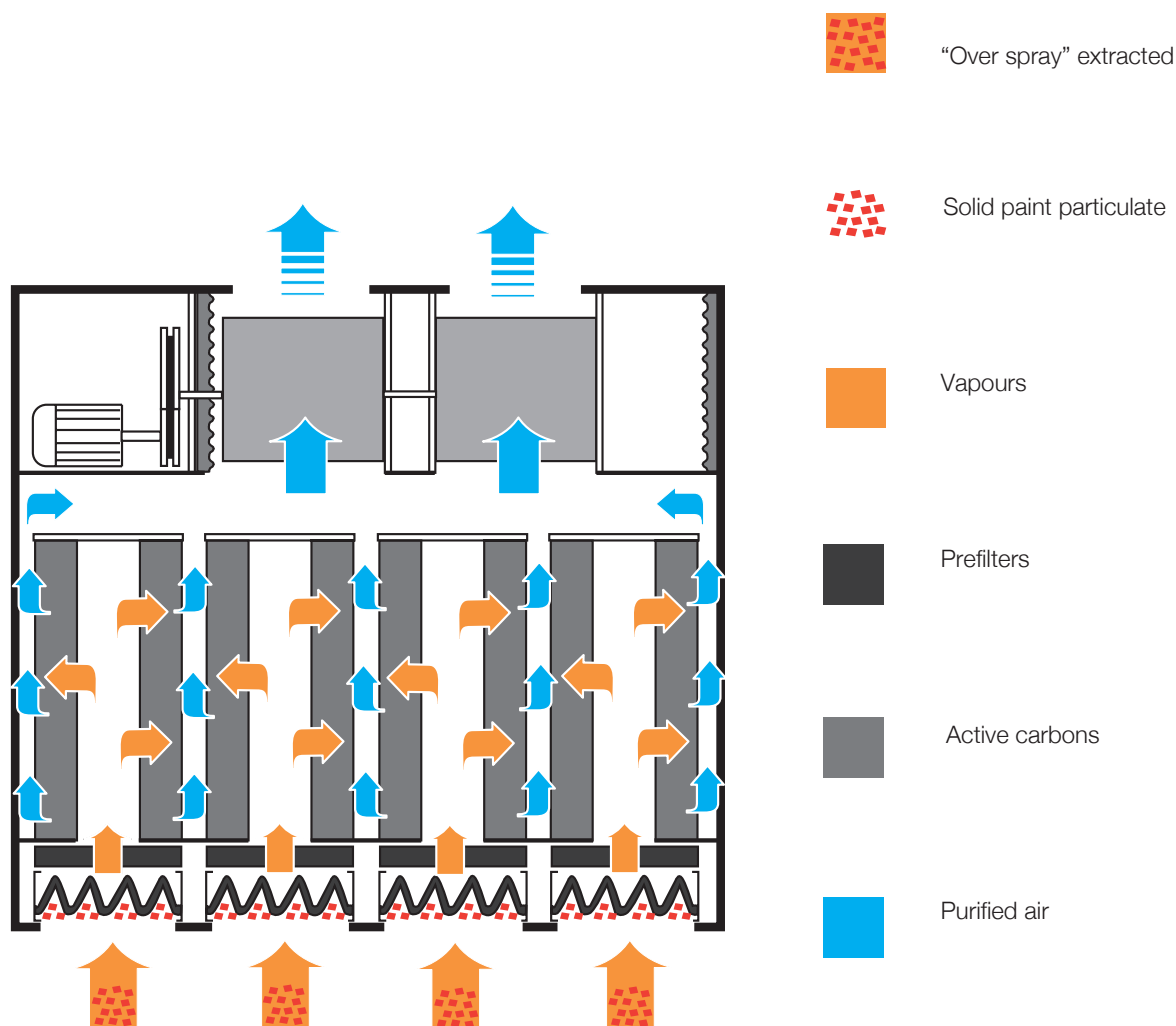 “Over spray” extracted
Solid paint particulate
Vapours
Prefilters
Active carbons
Purified air